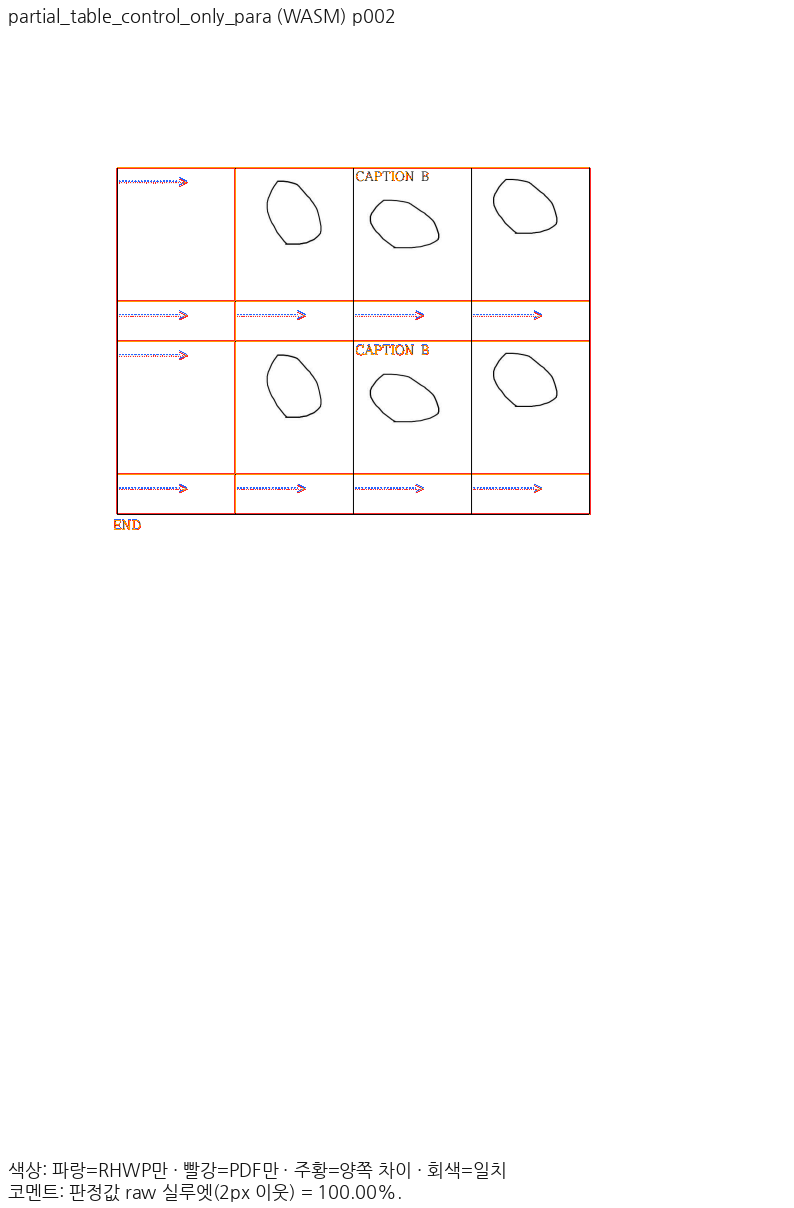 partial_table_control_only_para (WASM) p002
CAPTION B
CAPTION B
END
색상: 파랑=RHWP만 · 빨강=PDF만 · 주황=양쪽 차이 · 회색=일치
코멘트: 판정값 raw 실루엣(2px 이웃) = 100.00%.